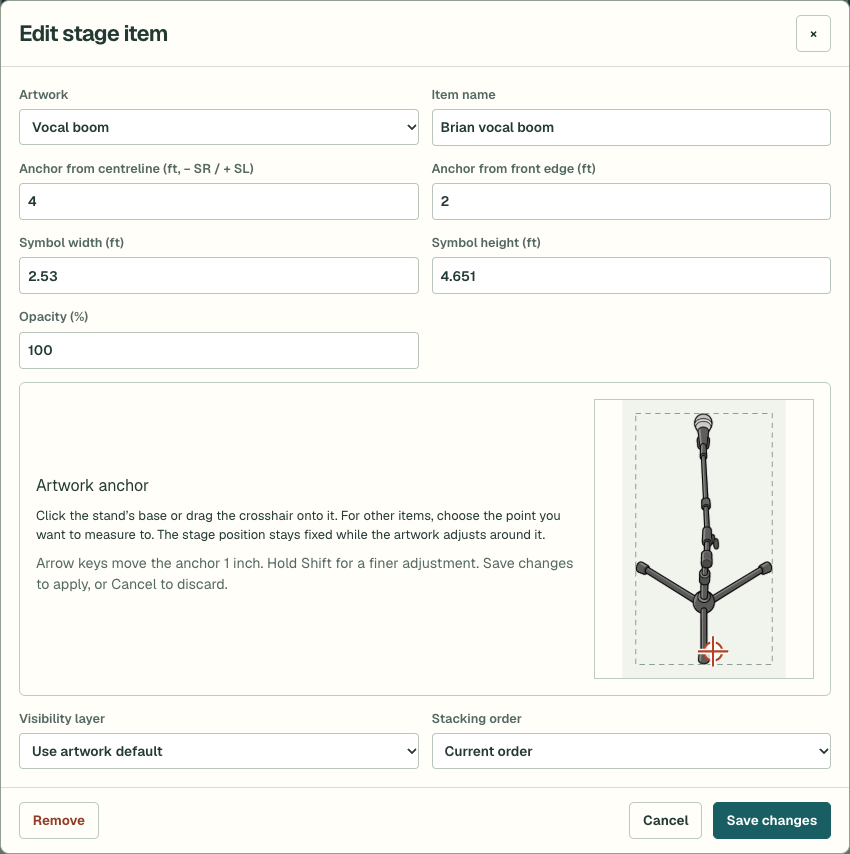 Edit stage item
×
Artwork
Item name
Vocal boom
Brian vocal boom
Anchor from centreline (ft, – SR / + SL)
Anchor from front edge (ft)
4
2
Symbol width (ft)
Symbol height (ft)
2.53
4.651
Opacity (%)
100
Artwork anchor
Click the stand’s base or drag the crosshair onto it. For other items, choose the point you
want to measure to. The stage position stays fixed while the artwork adjusts around it.
Arrow keys move the anchor 1 inch. Hold Shift for a finer adjustment. Save changes
to apply, or Cancel to discard.
Visibility layer
Stacking order
Use artwork default
Current order
Remove
Cancel
Save changes